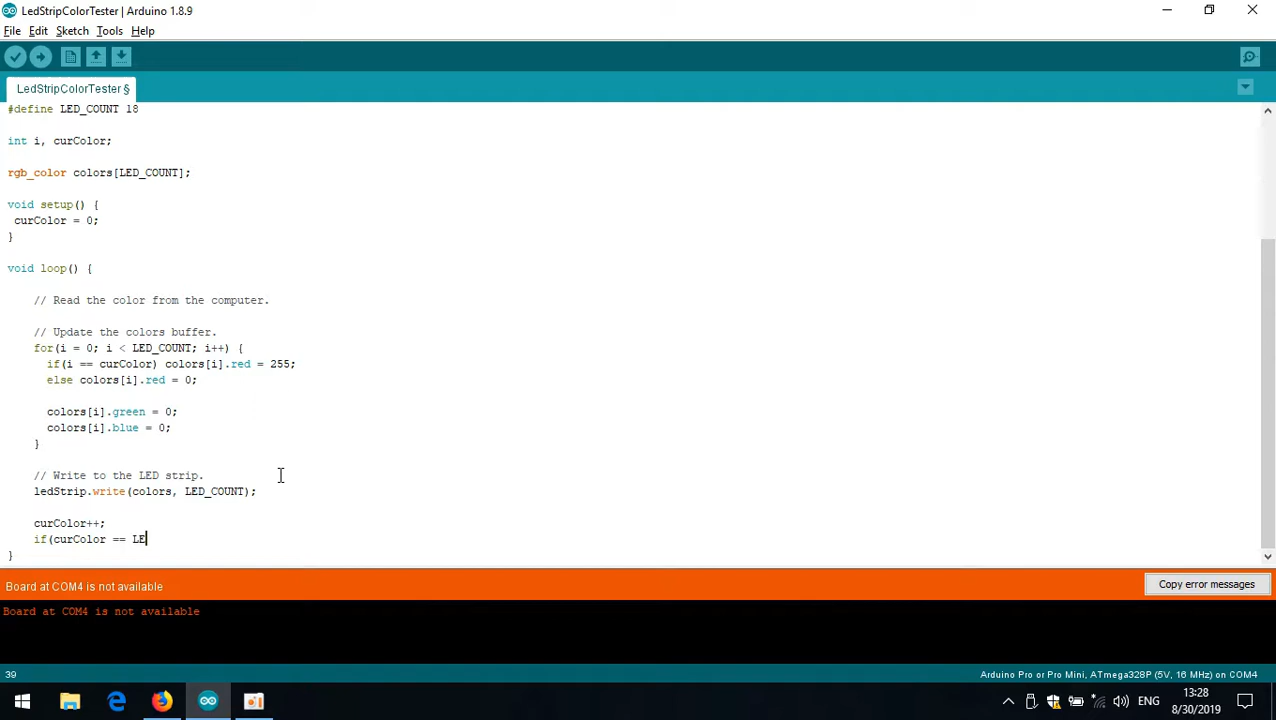 LedStripColorTester | Arduino 1.8.9
File Edit Sketch Tools Help
LedStripColorTester §
#define LED_COUNT 18
int i, curColor;
rgb_color colors[LED_COUNT];
void setup() {
curColor = 0;
}
void loop() {
// Read the color from the computer.
// Update the colors buffer.
for(i = 0; i < LED_COUNT; i++) {
if(i == curColor) colors[i].red = 255;
else colors[i].red = 0;
colors[i].green = 0;
colors[i].blue = 0;
}
// Write to the LED strip.
ledStrip.write(colors, LED_COUNT);
curColor++;
if(curColor == LE
}
Board at COM4 is not available
Copy error messages
Board at COM4 is not available
39
Arduino Pro or Pro Mini, ATmega328P (5V, 16 MHz) on COM4
ENG
13:28
8/30/2019